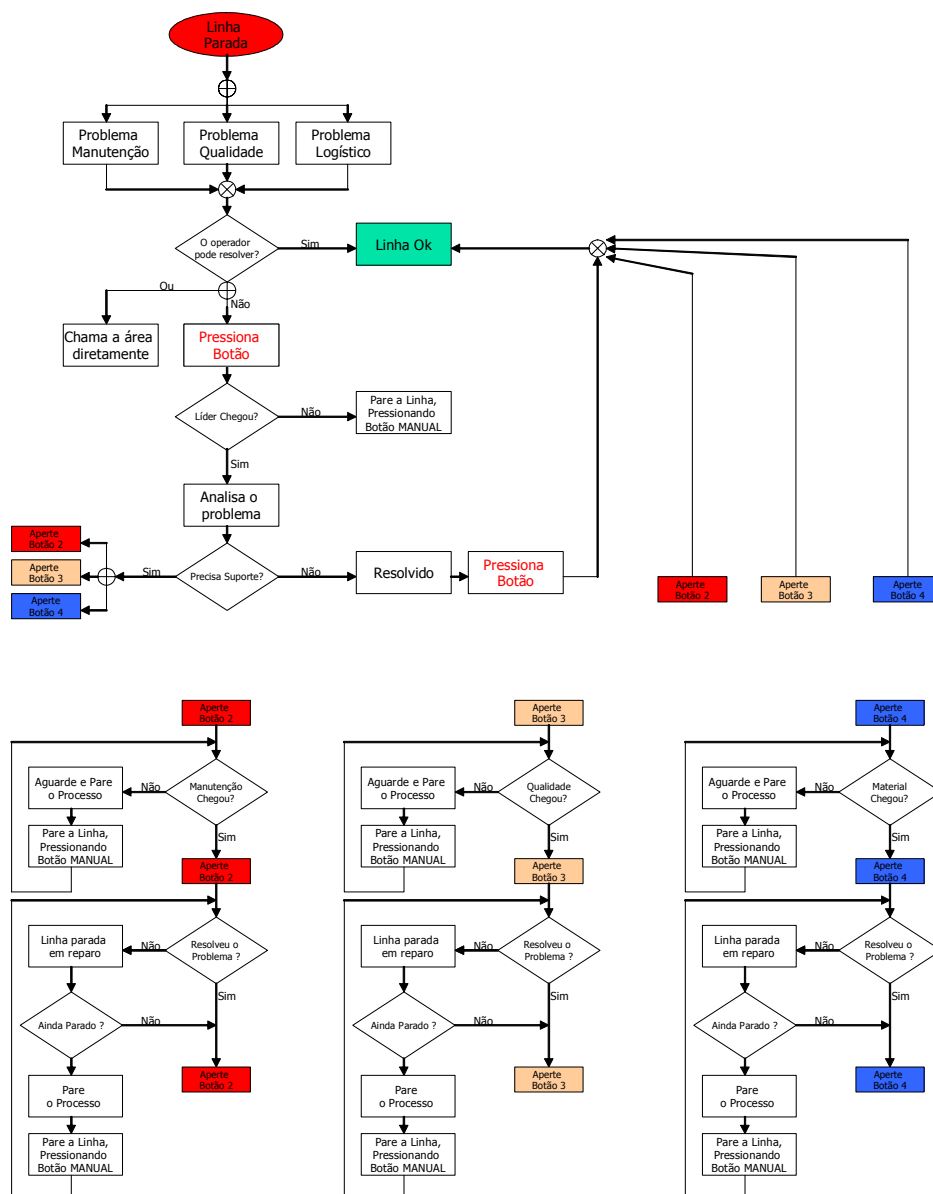 Linha
Parada
Problema
Manutenção
Problema
Qualidade
Problema
Logístico
O operador
pode resolver?
Sim
Linha Ok
Ou
Não
Chama a área
diretamente
Pressiona
Botão
Líder Chegou?
Não
Pare a Linha,
Pressionando
Botão MANUAL
Sim
Analisa o
problema
Aperte
Botão 2
Aperte
Botão 3
Aperte
Botão 4
Sim
Precisa Suporte?
Não
Resolvido
Pressiona
Botão
Aperte
Botão 2
Aperte
Botão 3
Aperte
Botão 4
Aperte
Botão 2
Manutenção
Chegou?
Não
Aguarde e Pare
o Processo
Pare a Linha,
Pressionando
Botão MANUAL
Sim
Aperte
Botão 2
Resolveu o
Problema ?
Não
Linha parada
em reparo
Sim
Ainda Parado ?
Não
Aperte
Botão 2
Pare
o Processo
Pare a Linha,
Pressionando
Botão MANUAL
Aperte
Botão 3
Qualidade
Chegou?
Não
Aguarde e Pare
o Processo
Pare a Linha,
Pressionando
Botão MANUAL
Sim
Aperte
Botão 3
Resolveu o
Problema ?
Não
Linha parada
em reparo
Sim
Ainda Parado ?
Não
Aperte
Botão 3
Pare
o Processo
Pare a Linha,
Pressionando
Botão MANUAL
Aperte
Botão 4
Material
Chegou?
Não
Aguarde e Pare
o Processo
Pare a Linha,
Pressionando
Botão MANUAL
Sim
Aperte
Botão 4
Resolveu o
Problema ?
Não
Linha parada
em reparo
Sim
Ainda Parado ?
Não
Aperte
Botão 4
Pare
o Processo
Pare a Linha,
Pressionando
Botão MANUAL